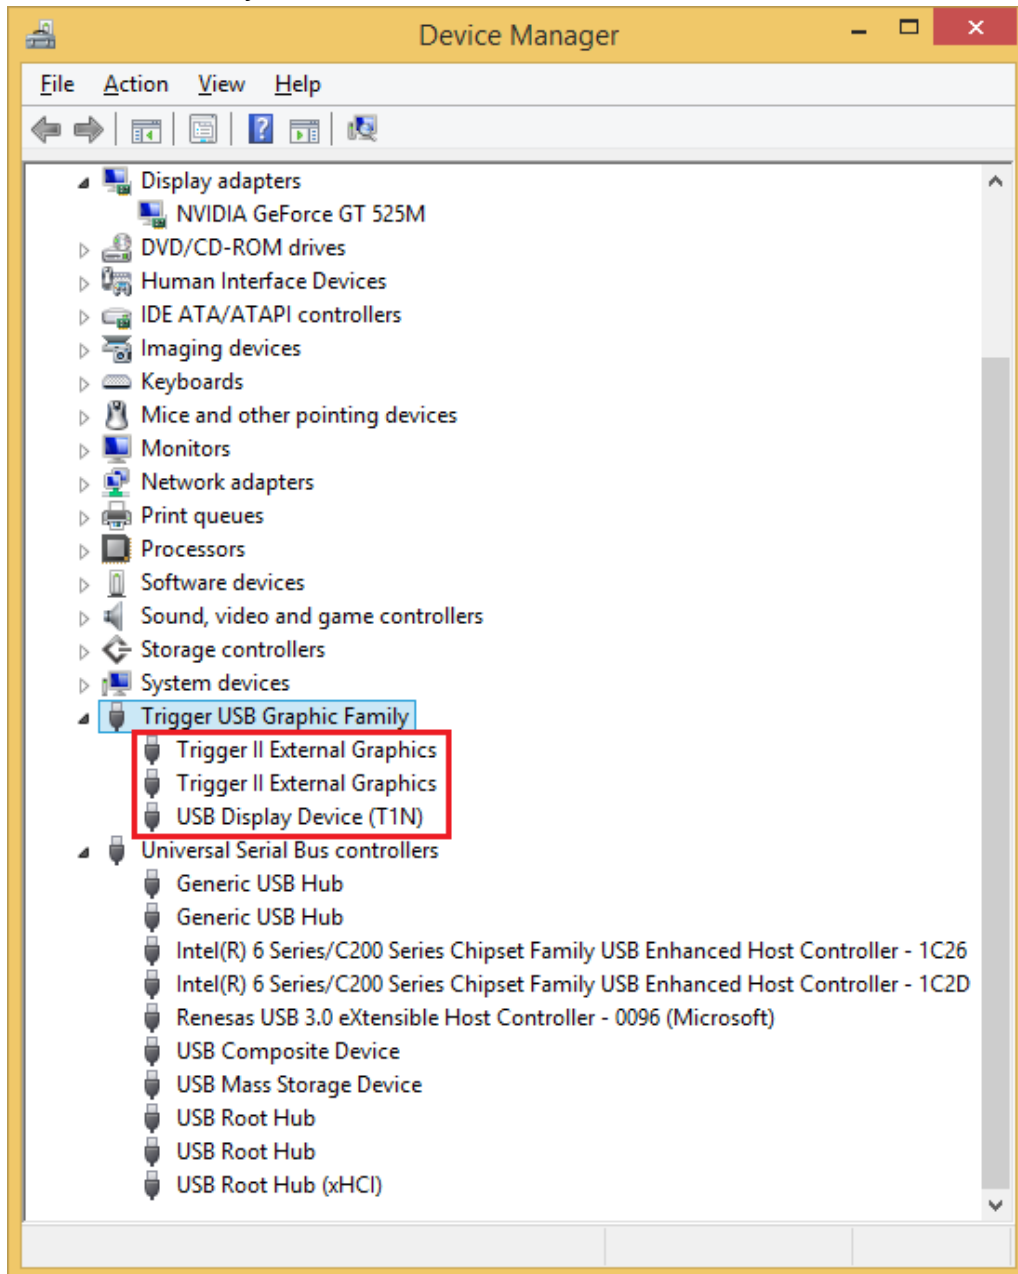 Device Manager
File Action View Help
Display adapters
NVIDIA GeForce GT 525M
DVD/CD-ROM drives
Human Interface Devices
IDE ATA/ATAPI controllers
Imaging devices
Keyboards
Mice and other pointing devices
Monitors
Network adapters
Print queues
Processors
Software devices
Sound, video and game controllers
Storage controllers
System devices
Trigger USB Graphic Family
Trigger II External Graphics
Trigger II External Graphics
USB Display Device (T1N)
Universal Serial Bus controllers
Generic USB Hub
Generic USB Hub
Intel(R) 6 Series/C200 Series Chipset Family USB Enhanced Host Controller - 1C26
Intel(R) 6 Series/C200 Series Chipset Family USB Enhanced Host Controller - 1C2D
Renesas USB 3.0 eXtensible Host Controller - 0096 (Microsoft)
USB Composite Device
USB Mass Storage Device
USB Root Hub
USB Root Hub
USB Root Hub (xHCI)